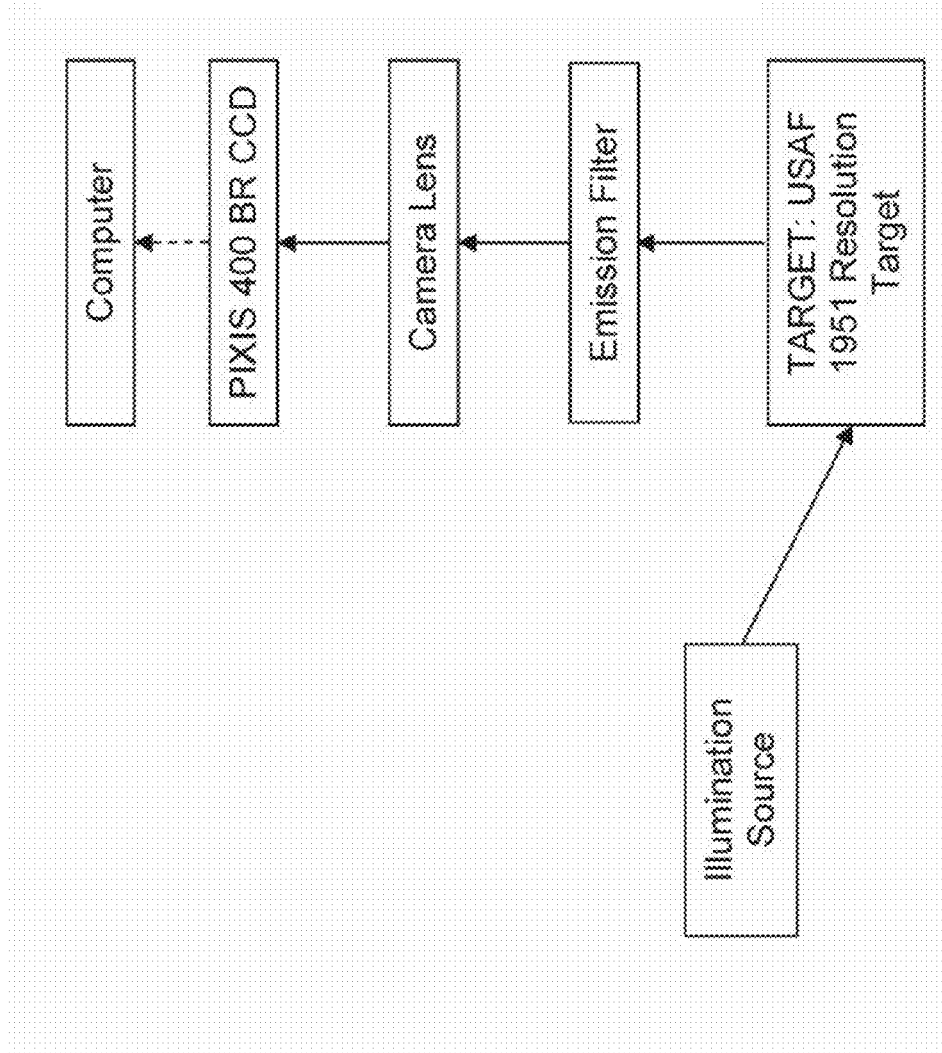 Computer
PIXIS 400 BR CCD
Camera Lens
Emission Filter
TARGET: USAF
1951 Resolution
Target
Illumination
Source